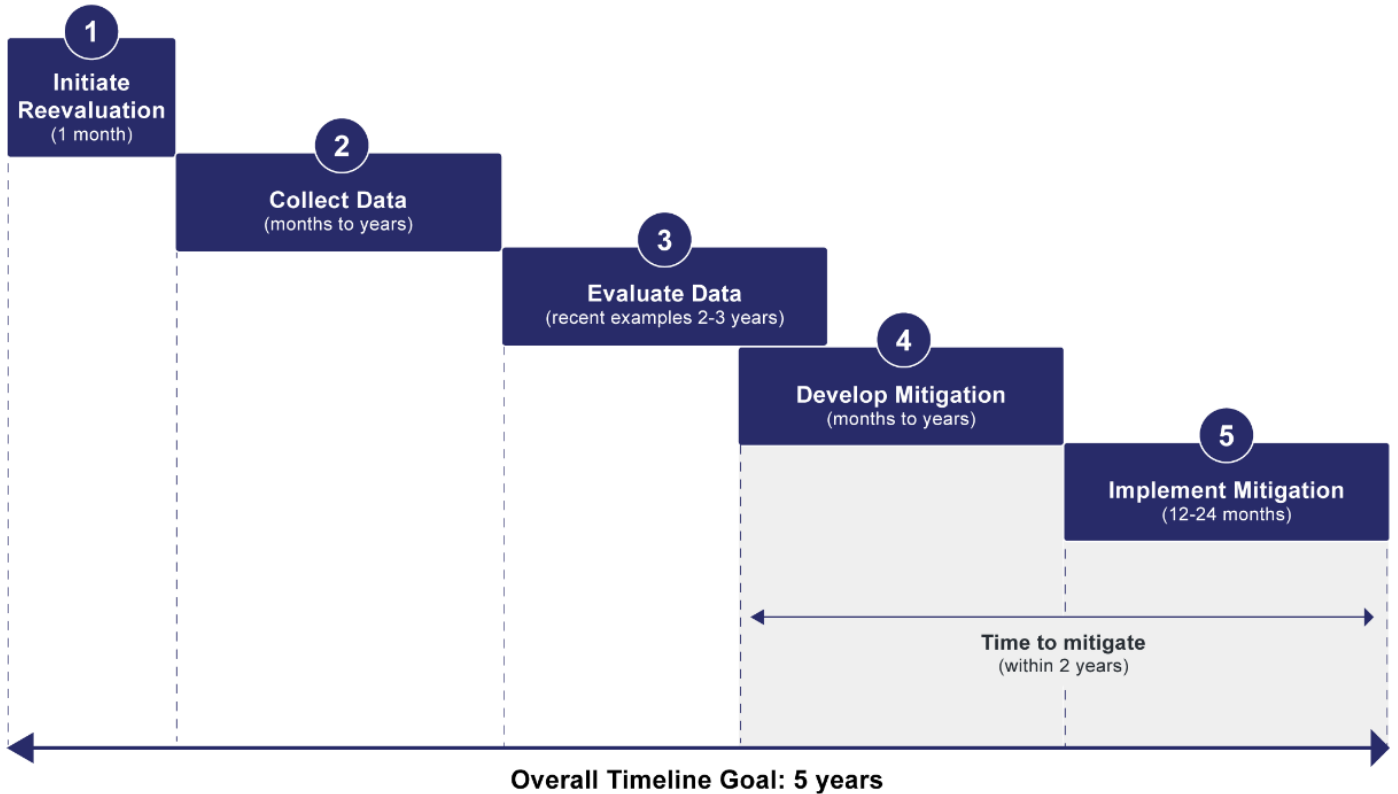 1
Initiate
Reevaluation
(1 month)
2
Collect Data
(months to years)
3
Evaluate Data
(recent examples 2-3 years)
4
Develop Mitigation
(months to years)
5
Implement Mitigation
(12-24 months)
Time to mitigate
(within 2 years)
Overall Timeline Goal: 5 years